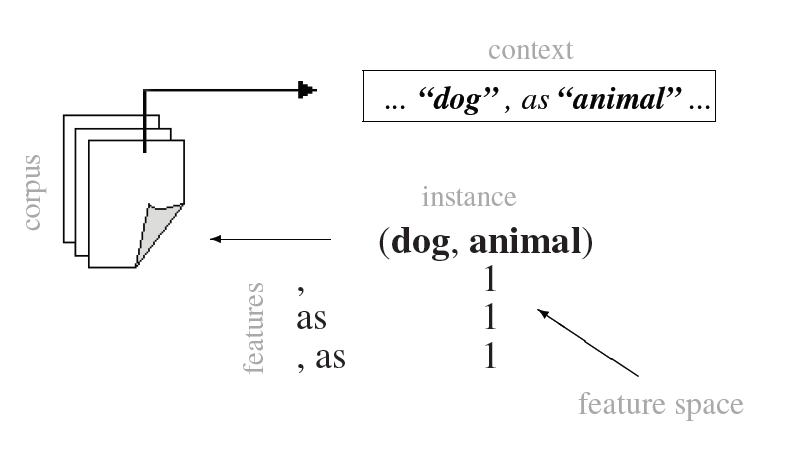 context
... “dog” , as “animal” ...
corpus
instance
(dog, animal)
features
, 1
as 1
, as 1
feature space